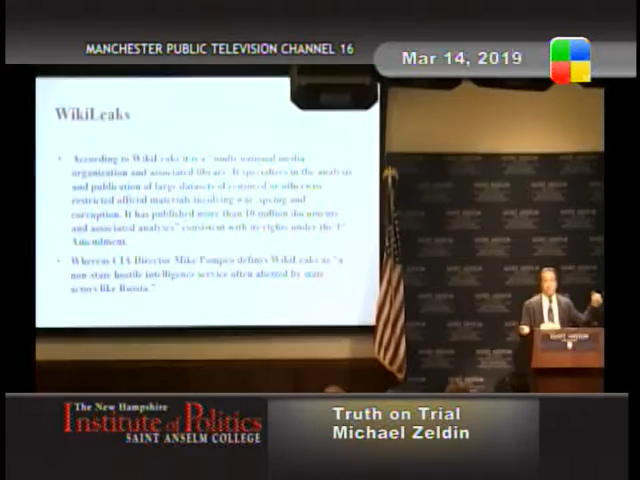 MANCHESTER PUBLIC TELEVISION CHANNEL 16
Mar 14, 2019
WikiLeaks
• According to WikiLeaks it is a "multi-national media
organization and associated library. It specializes in the analysis
and publication of large datasets of censored or otherwise
restricted official materials involving war, spying and
corruption. It has published more than 10 million documents
and associated analyses" consistent with its rights under the 1st
Amendment.
• Whereas CIA Director Mike Pompeo defines WikiLeaks as "a
non-state hostile intelligence service often abetted by state
actors like Russia."
SAINT ANSELM
The New Hampshire
Institute of Politics
SAINT ANSELM COLLEGE
Truth on Trial
Michael Zeldin